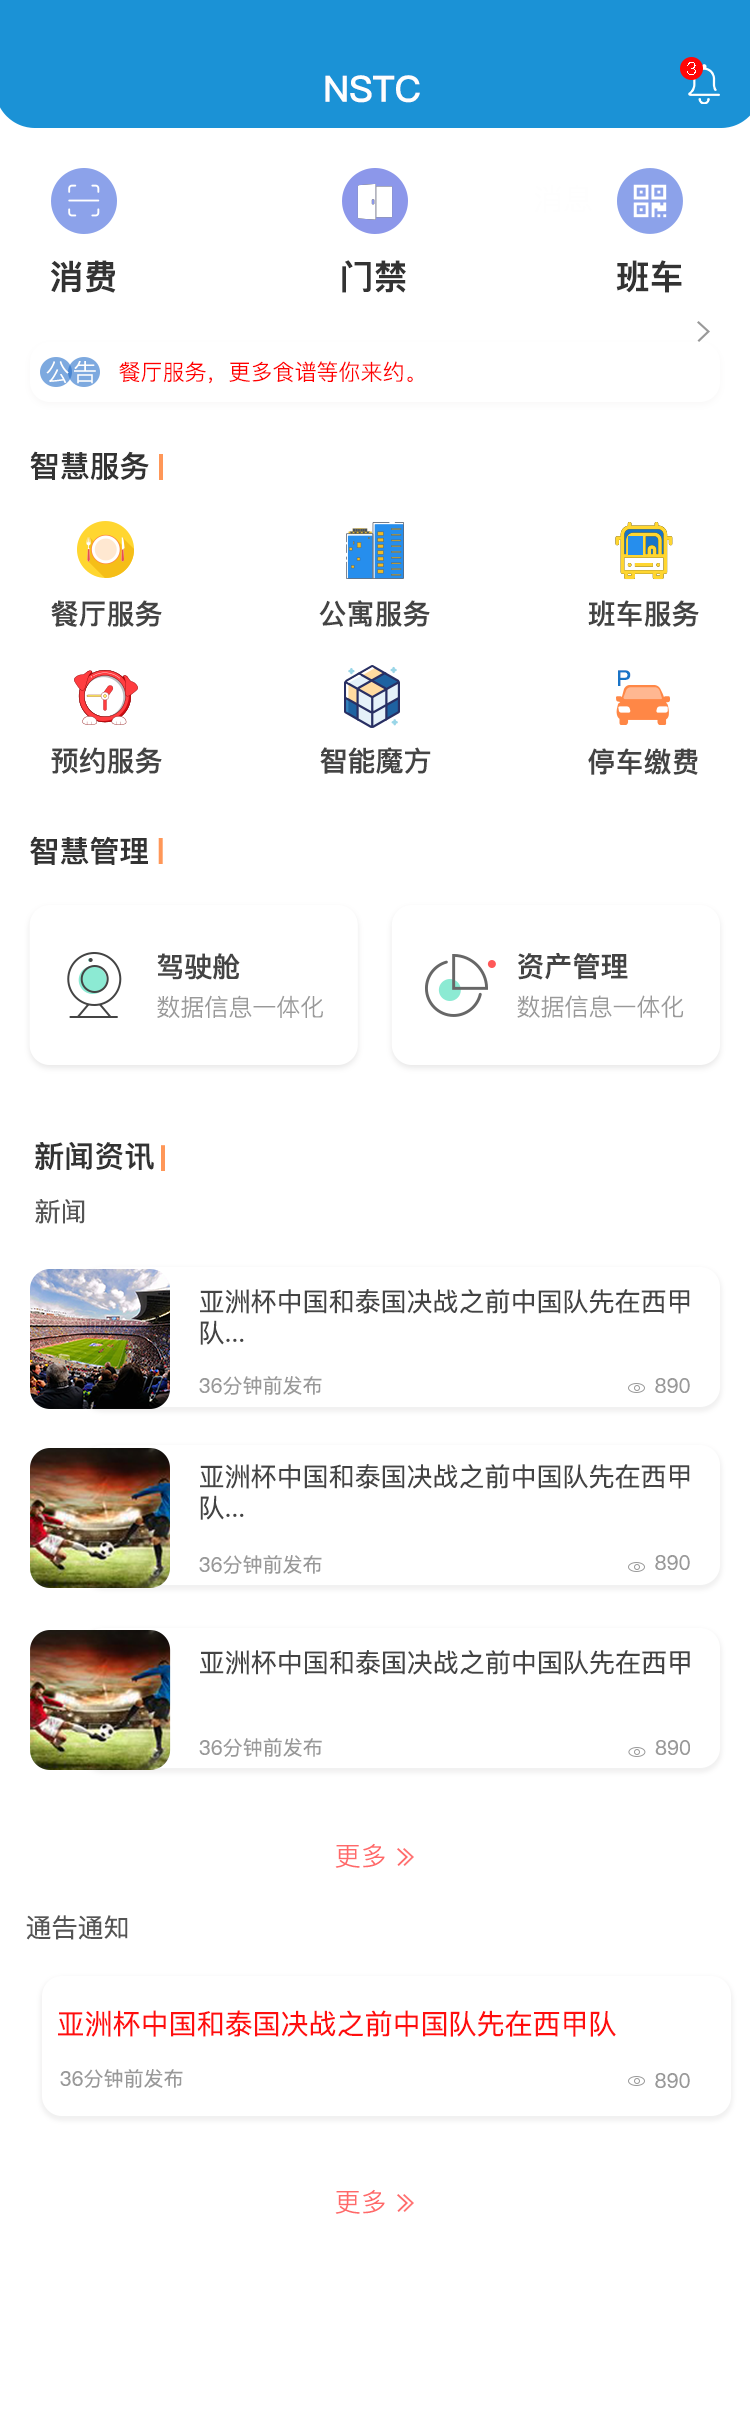 NSTC
3
消费
门禁
班车
公告
餐厅服务，更多食谱等你来约。
智慧服务
餐厅服务
公寓服务
班车服务
P
预约服务
智能魔方
停车缴费
智慧管理
驾驶舱
数据信息一体化
资产管理
数据信息一体化
新闻资讯
新闻
亚洲杯中国和泰国决战之前中国队先在西甲
队...
36分钟前发布
890
亚洲杯中国和泰国决战之前中国队先在西甲
队...
36分钟前发布
890
亚洲杯中国和泰国决战之前中国队先在西甲
36分钟前发布
890
更多
通告通知
亚洲杯中国和泰国决战之前中国队先在西甲队
36分钟前发布
890
更多